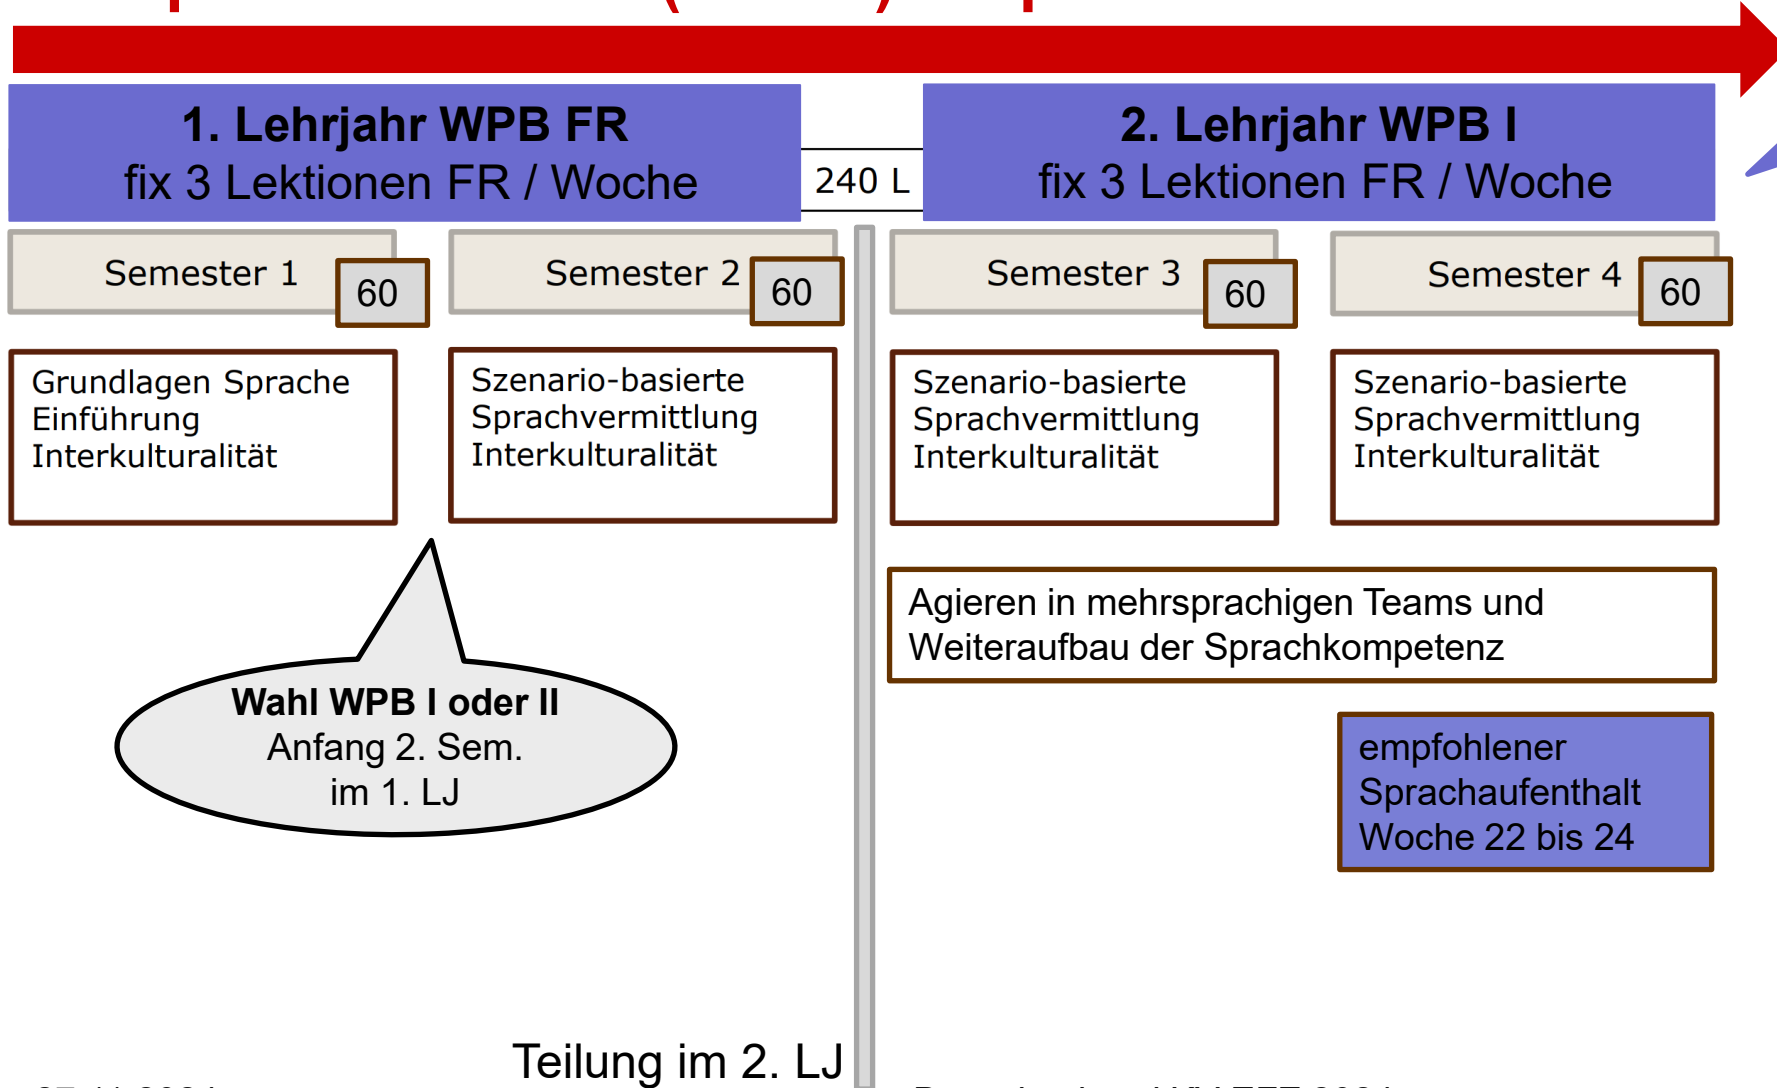 1. Lehrjahr WPB FR
fix 3 Lektionen FR / Woche
240 L
2. Lehrjahr WPB I
fix 3 Lektionen FR / Woche
Semester 1
60
Semester 2
60
Semester 3
60
Semester 4
60
Grundlagen Sprache
Einführung
Interkulturalität
Szenario-basierte
Sprachvermittlung
Interkulturalität
Szenario-basierte
Sprachvermittlung
Interkulturalität
Szenario-basierte
Sprachvermittlung
Interkulturalität
Agieren in mehrsprachigen Teams und
Weiteraufbau der Sprachkompetenz
Wahl WPB I oder II
Anfang 2. Sem.
im 1. LJ
empfohlener
Sprachaufenthalt
Woche 22 bis 24
Teilung im 2. LJ